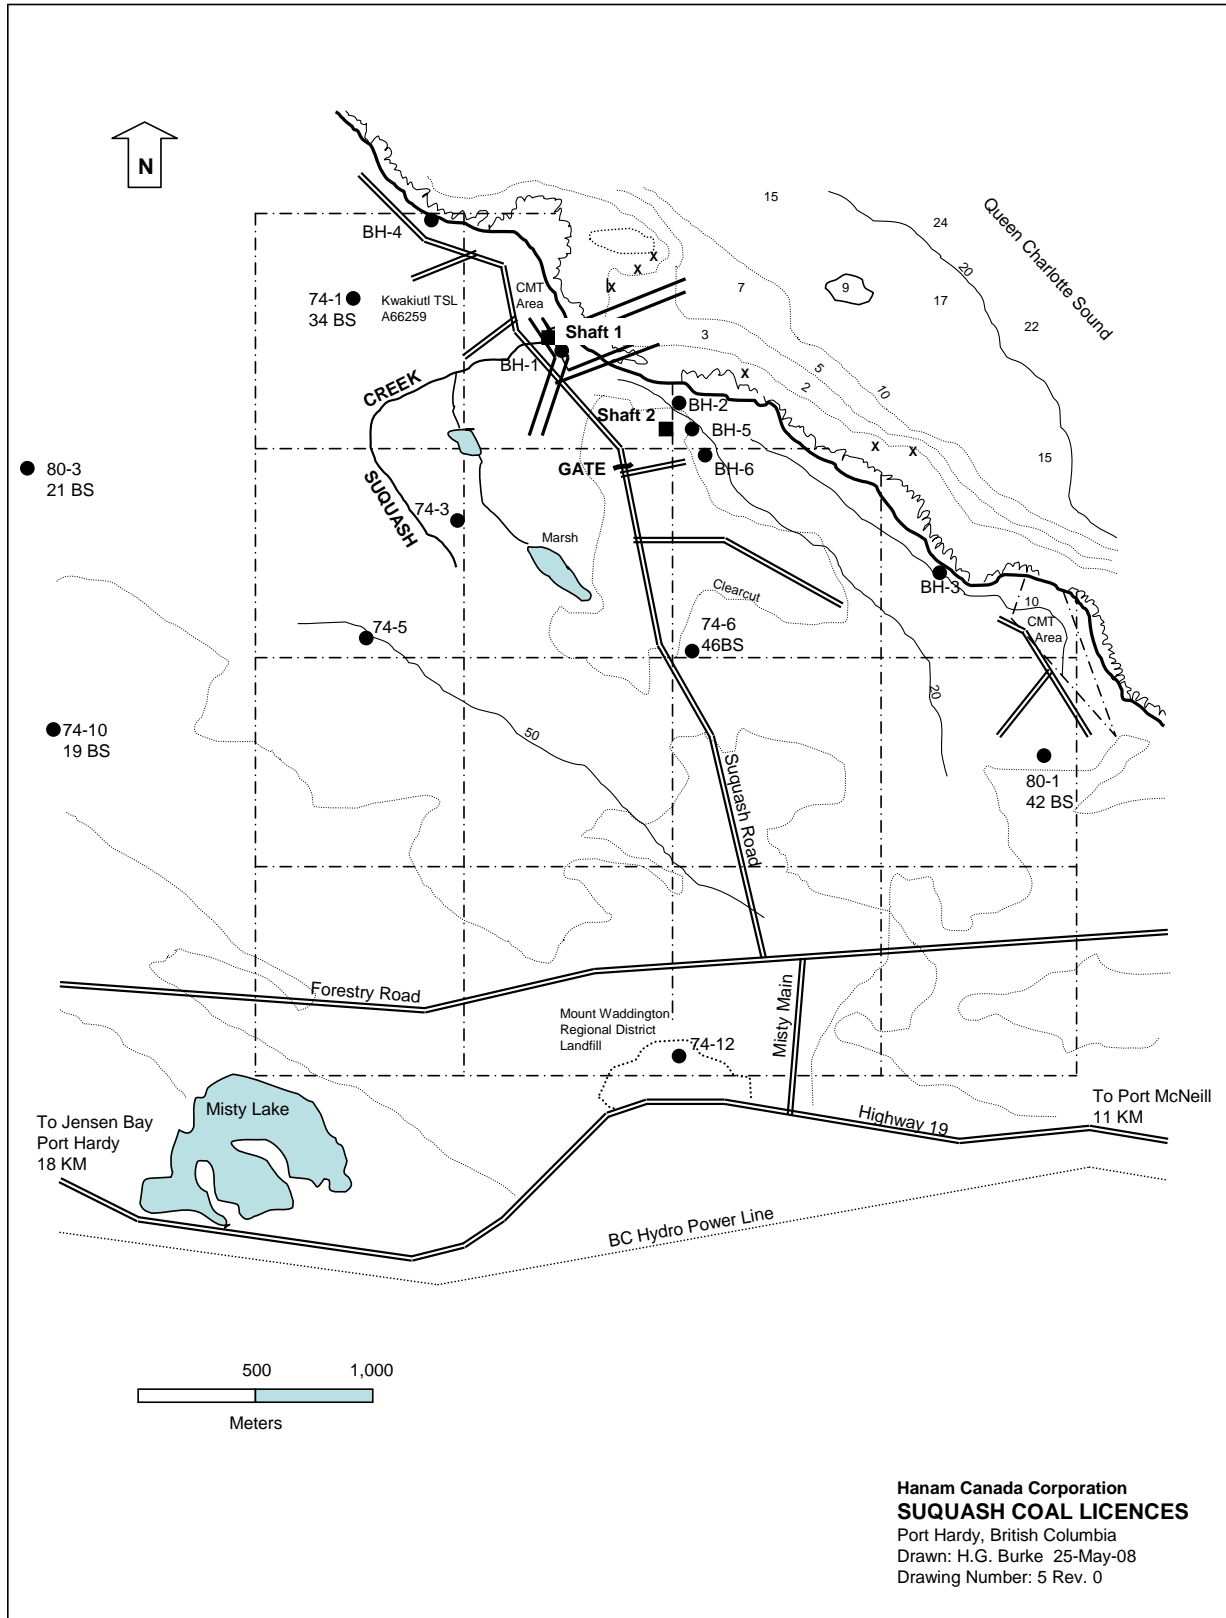 N
15
24
Queen Charlotte Sound
BH-4
20
7
9
17
74-1
34 BS
Kwakiutl TSL
A66259
CMT
Area
22
Shaft 1
3
BH-1
5
10
x
x
x
x
2
CREEK
BH-2
Shaft 2
BH-5
x
x
15
BH-6
GATE
80-3
21 BS
SUQUASH
74-3
Marsh
BH-3
Clearcut
10
CMT
Area
74-5
74-6
46BS
20
50
74-10
19 BS
Suquash Road
80-1
42 BS
Forestry Road
Mount Waddington
Regional District
Landfill
Misty Main
74-12
Misty Lake
To Port McNeill
11 KM
Highway 19
To Jensen Bay
Port Hardy
18 KM
BC Hydro Power Line
500 1,000
Meters
Hanam Canada Corporation
SUQUASH COAL LICENCES
Port Hardy, British Columbia
Drawn: H.G. Burke 25-May-08
Drawing Number: 5 Rev. 0